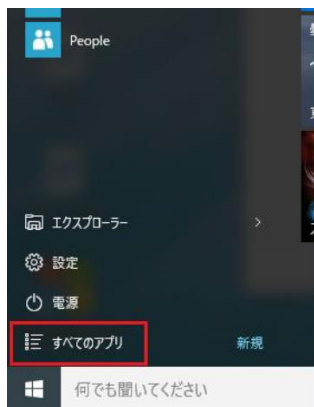 People
エクスプローラー
設定
電源
すべてのアプリ 新規
何でも聞いてください